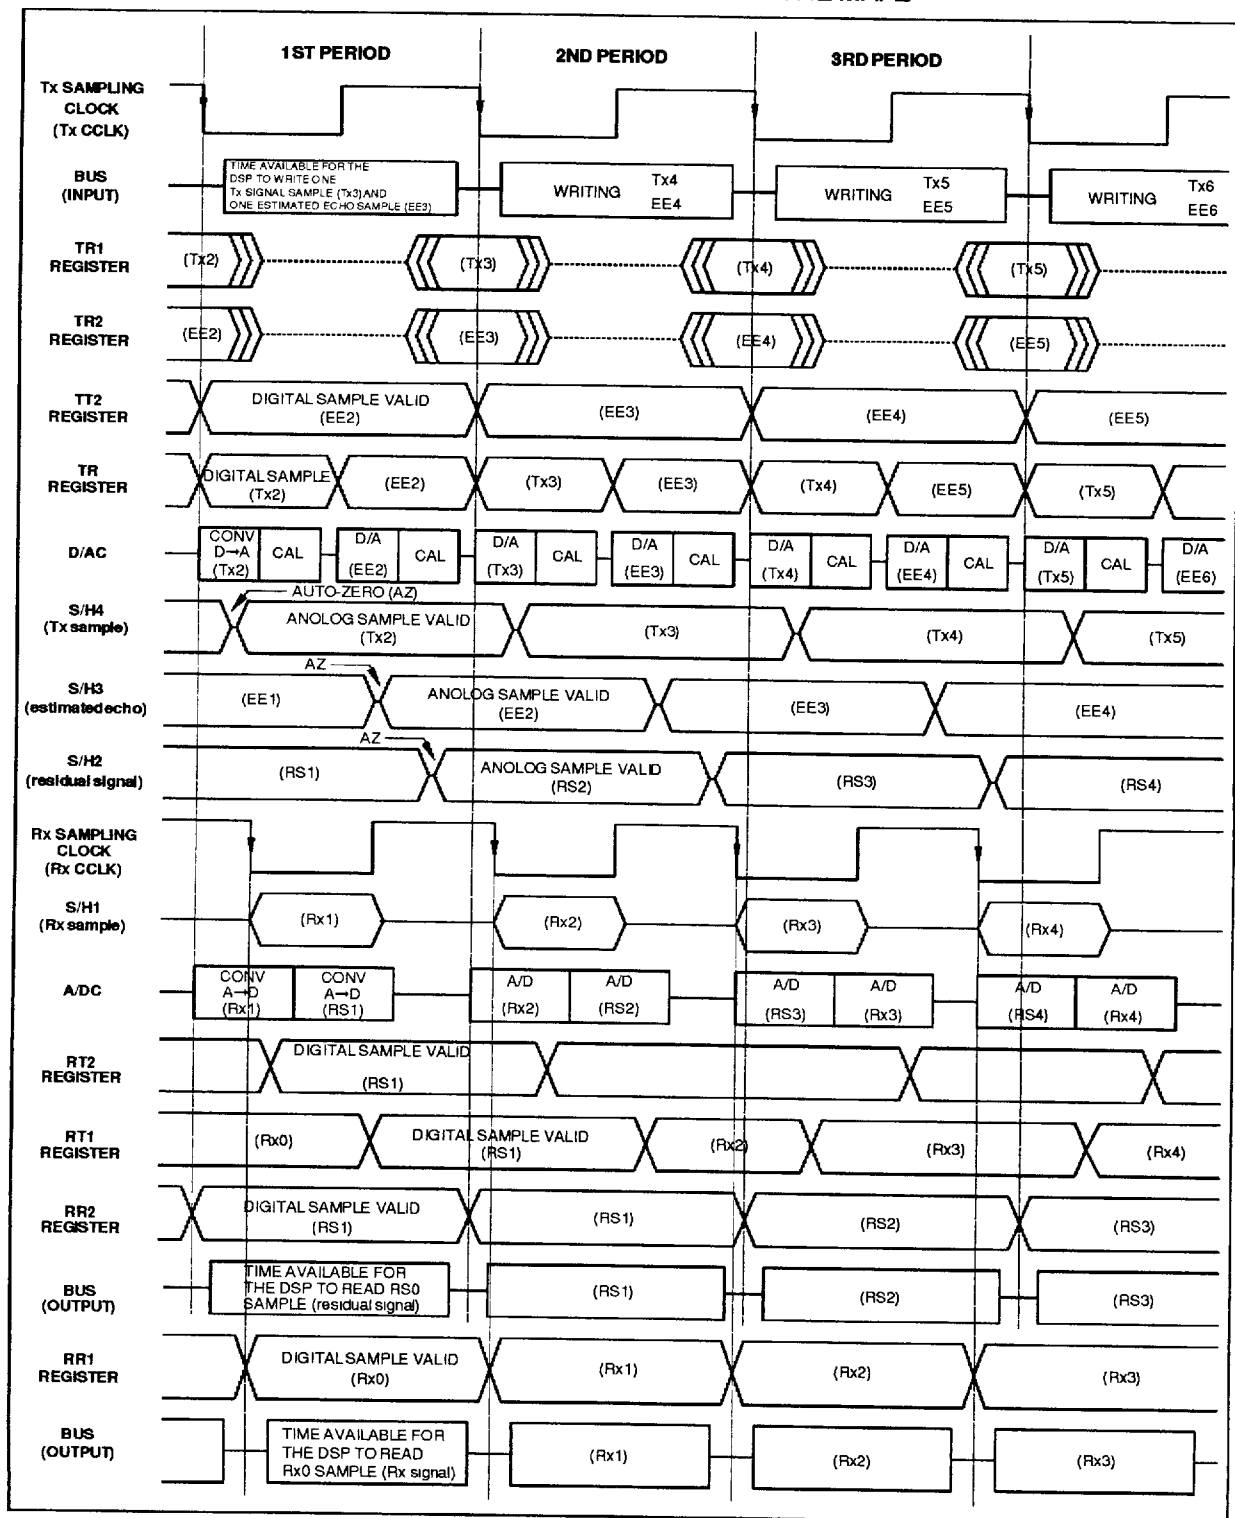 1ST PERIOD
2ND PERIOD
3RD PERIOD
Tx SAMPLING
CLOCK
(Tx CCLK)
BUS
(INPUT)
TIME AVAILABLE FOR THE
DSP TO WRITE ONE
Tx SIGNAL SAMPLE (Tx3) AND
ONE ESTIMATED ECHO SAMPLE (EE3)
WRITING Tx4
EE4
WRITING Tx5
EE5
WRITING Tx6
EE6
TR1
REGISTER
(Tx2) (Tx3) (Tx4) (Tx5)
TR2
REGISTER
(EE2) (EE3) (EE4) (EE5)
TT2
REGISTER
DIGITAL SAMPLE VALID
(EE2) (EE3) (EE4) (EE5)
TR
REGISTER
DIGITAL SAMPLE
(Tx2) (EE2) (Tx3) (EE3) (Tx4) (EE5) (Tx5)
D/AC
CONV
D→A
(Tx2) CAL
D/A
(EE2) CAL
D/A
(Tx3) CAL
D/A
(EE3) CAL
D/A
(Tx4) CAL
D/A
(EE4) CAL
D/A
(Tx5) CAL
D/A
(EE6)
AUTO-ZERO (AZ)
S/H4
(Tx sample)
ANOLOG SAMPLE VALID
(Tx2) (Tx3) (Tx4) (Tx5)
AZ
S/H3
(estimated echo)
(EE1)
ANOLOG SAMPLE VALID
(EE2) (EE3) (EE4)
AZ
S/H2
(residual signal)
(RS1)
ANOLOG SAMPLE VALID
(RS2) (RS3) (RS4)
Rx SAMPLING
CLOCK
(Rx CCLK)
S/H1
(Rx sample)
(Rx1) (Rx2) (Rx3) (Rx4)
A/DC
CONV
A→D
(Rx1)
CONV
A→D
(RS1)
A/D
(Rx2)
A/D
(RS2)
A/D
(RS3)
A/D
(Rx3)
A/D
(RS4)
A/D
(Rx4)
RT2
REGISTER
DIGITAL SAMPLE VALID
(RS1)
RT1
REGISTER
(Rx0)
DIGITAL SAMPLE VALID
(RS1) (Rx2) (Rx3) (Rx4)
RR2
REGISTER
DIGITAL SAMPLE VALID
(RS1) (RS1) (RS2) (RS3)
BUS
(OUTPUT)
TIME AVAILABLE FOR
THE DSP TO READ RS0
SAMPLE (residual signal)
(RS1) (RS2) (RS3)
RR1
REGISTER
DIGITAL SAMPLE VALID
(Rx0) (Rx1) (Rx2) (Rx3)
BUS
(OUTPUT)
TIME AVAILABLE FOR
THE DSP TO READ
Rx0 SAMPLE (Rx signal)
(Rx1) (Rx2) (Rx3)